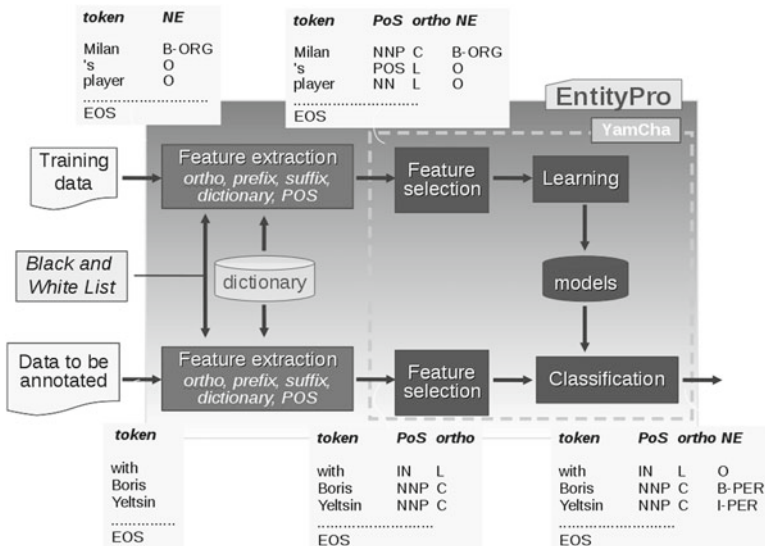 token NE
Milan B-ORG
's O
player O
........................
EOS
token PoS ortho NE
Milan NNP C B-ORG
's POS L O
player NN L O
........................
EOS
EntityPro
YamCha
Training
data
Feature extraction
ortho, prefix, suffix,
dictionary, POS
Feature
selection
Learning
Black and
White List
dictionary
models
Data to be
annotated
Feature extraction
ortho, prefix, suffix,
dictionary, POS
Feature
selection
Classification
token
with
Boris
Yeltsin
................
EOS
token PoS ortho
with IN L
Boris NNP C
Yeltsin NNP C
........................
EOS
token PoS ortho NE
with IN L O
Boris NNP C B-PER
Yeltsin NNP C I-PER
........................
EOS